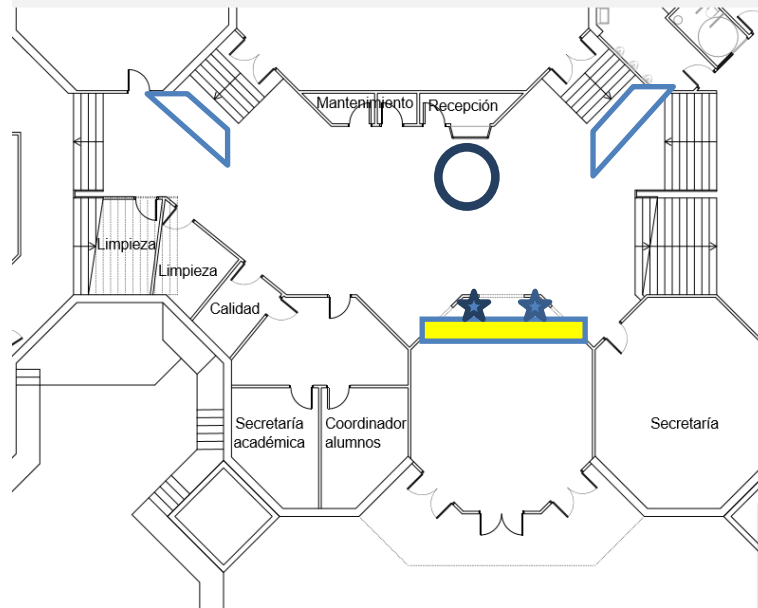 Mantenimiento
Recepción
Limpieza
Limpieza
Calidad
Secretaría
académica
Coordinador
alumnos
Secretaría